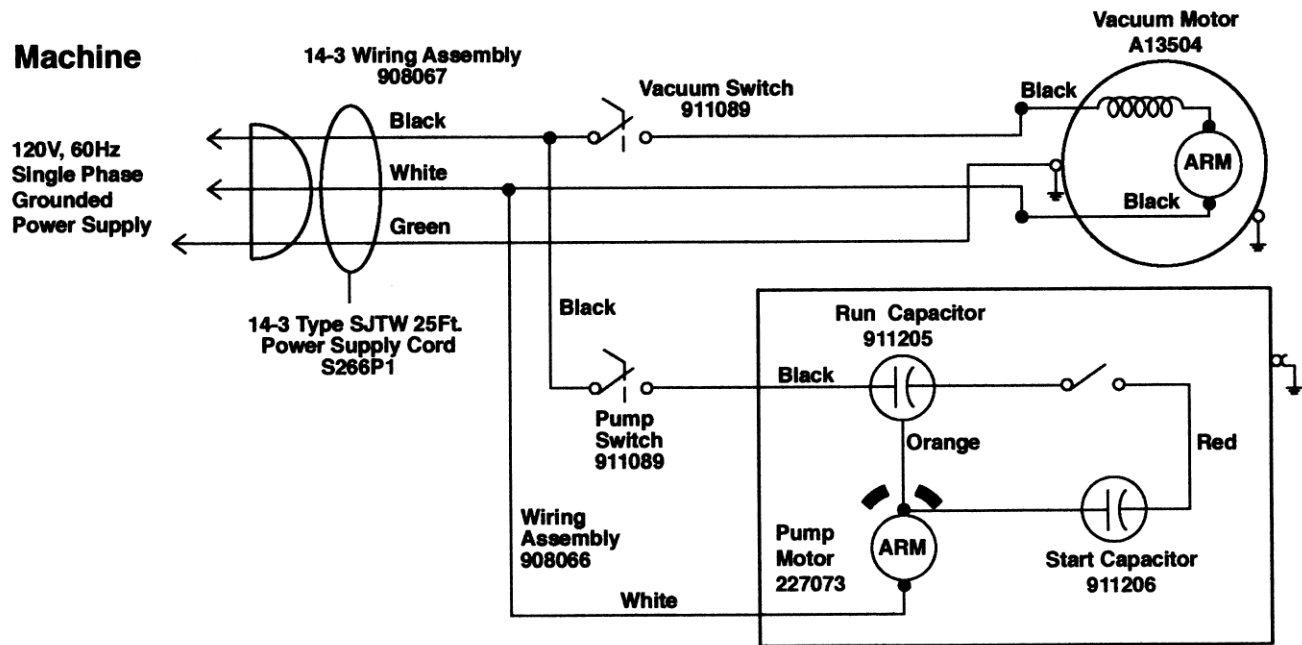 Machine
14-3 Wiring Assembly
908067
120V, 60Hz
Single Phase
Grounded
Power Supply
Black
White
Green
14-3 Type SJTW 25Ft.
Power Supply Cord
S266P1
Vacuum Switch
911089
Vacuum Motor
A13504
Black
ARM
Black
Black
Pump
Switch
911089
Wiring
Assembly
908066
White
Run Capacitor
911205
Black
Orange
Red
Pump
Motor
227073
ARM
Start Capacitor
911206